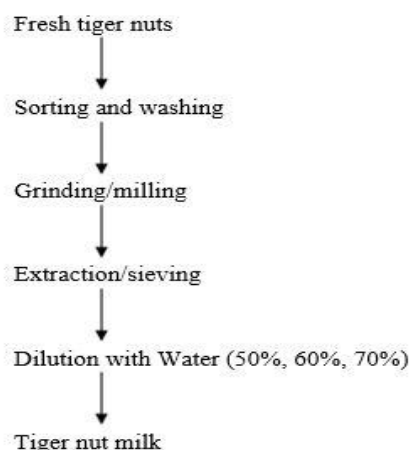 Fresh tiger nuts
Sorting and washing
Grinding/milling
Extraction/sieving
Dilution with Water (50%, 60%, 70%)
Tiger nut milk